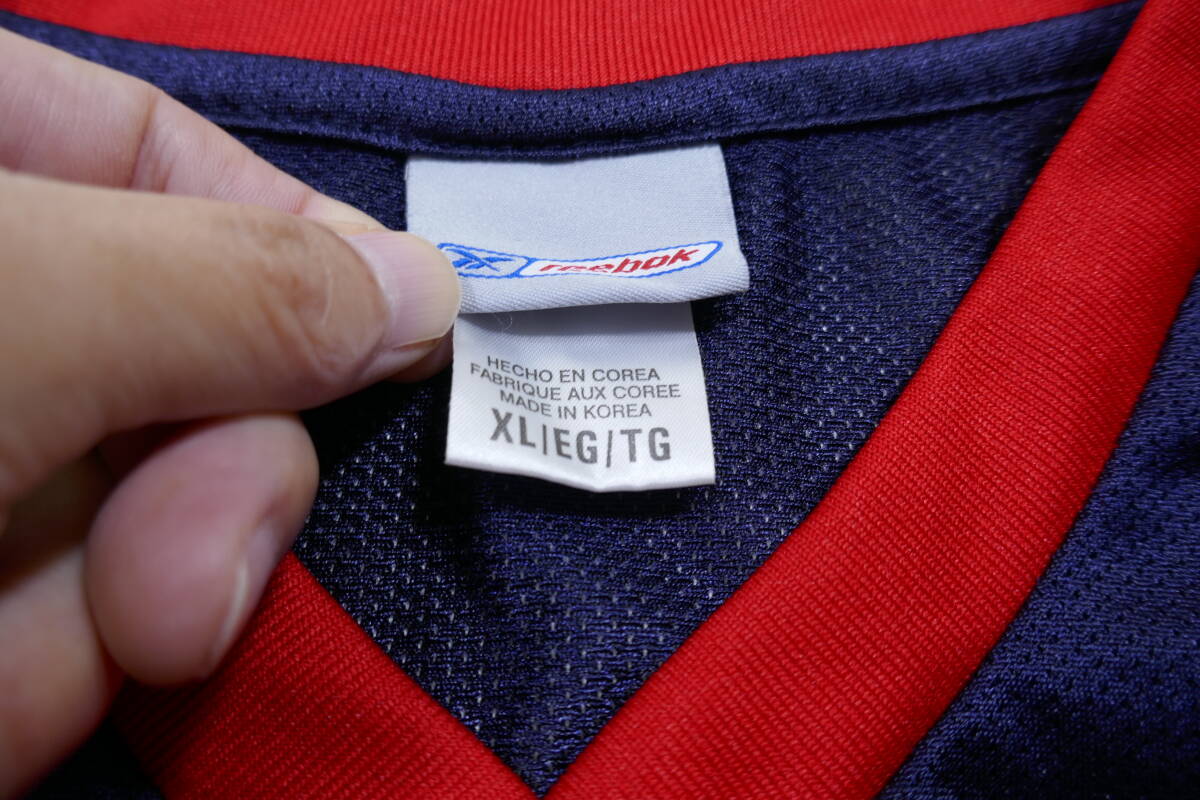 Reebok
HECHO EN COREA
FABRIQUE AUX COREE
MADE IN KOREA
XL/EG/TG